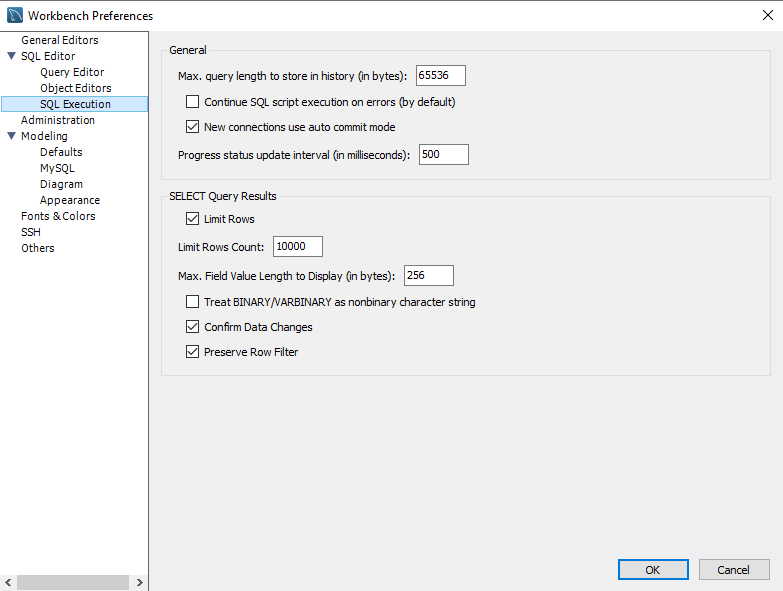 Workbench Preferences
General Editors
SQL Editor
Query Editor
Object Editors
SQL Execution
Administration
Modeling
Defaults
MySQL
Diagram
Appearance
Fonts & Colors
SSH
Others
General
Max. query length to store in history (in bytes): 65536
Continue SQL script execution on errors (by default)
New connections use auto commit mode
Progress status update interval (in milliseconds): 500
SELECT Query Results
Limit Rows
Limit Rows Count: 10000
Max. Field Value Length to Display (in bytes): 256
Treat BINARY/VARBINARY as nonbinary character string
Confirm Data Changes
Preserve Row Filter
OK Cancel